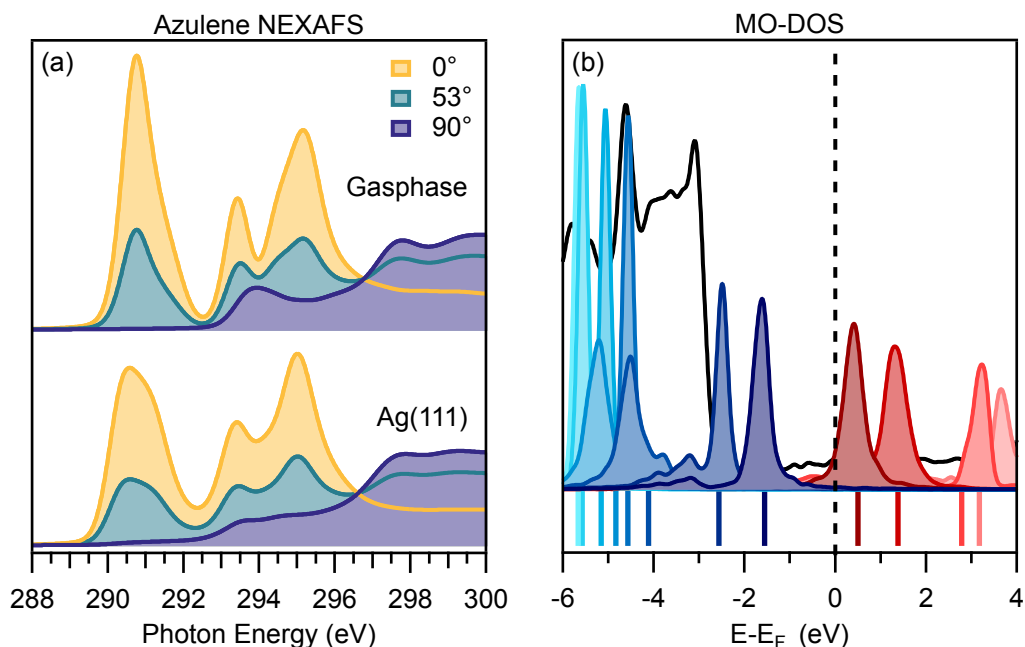 Azulene NEXAFS
MO-DOS
(a)
0°
53°
90°
Gasphase
Ag(111)
288 290 292 294 296 298 300
Photon Energy (eV)
(b)
-6 -4 -2 0 2 4
E-E_F (eV)